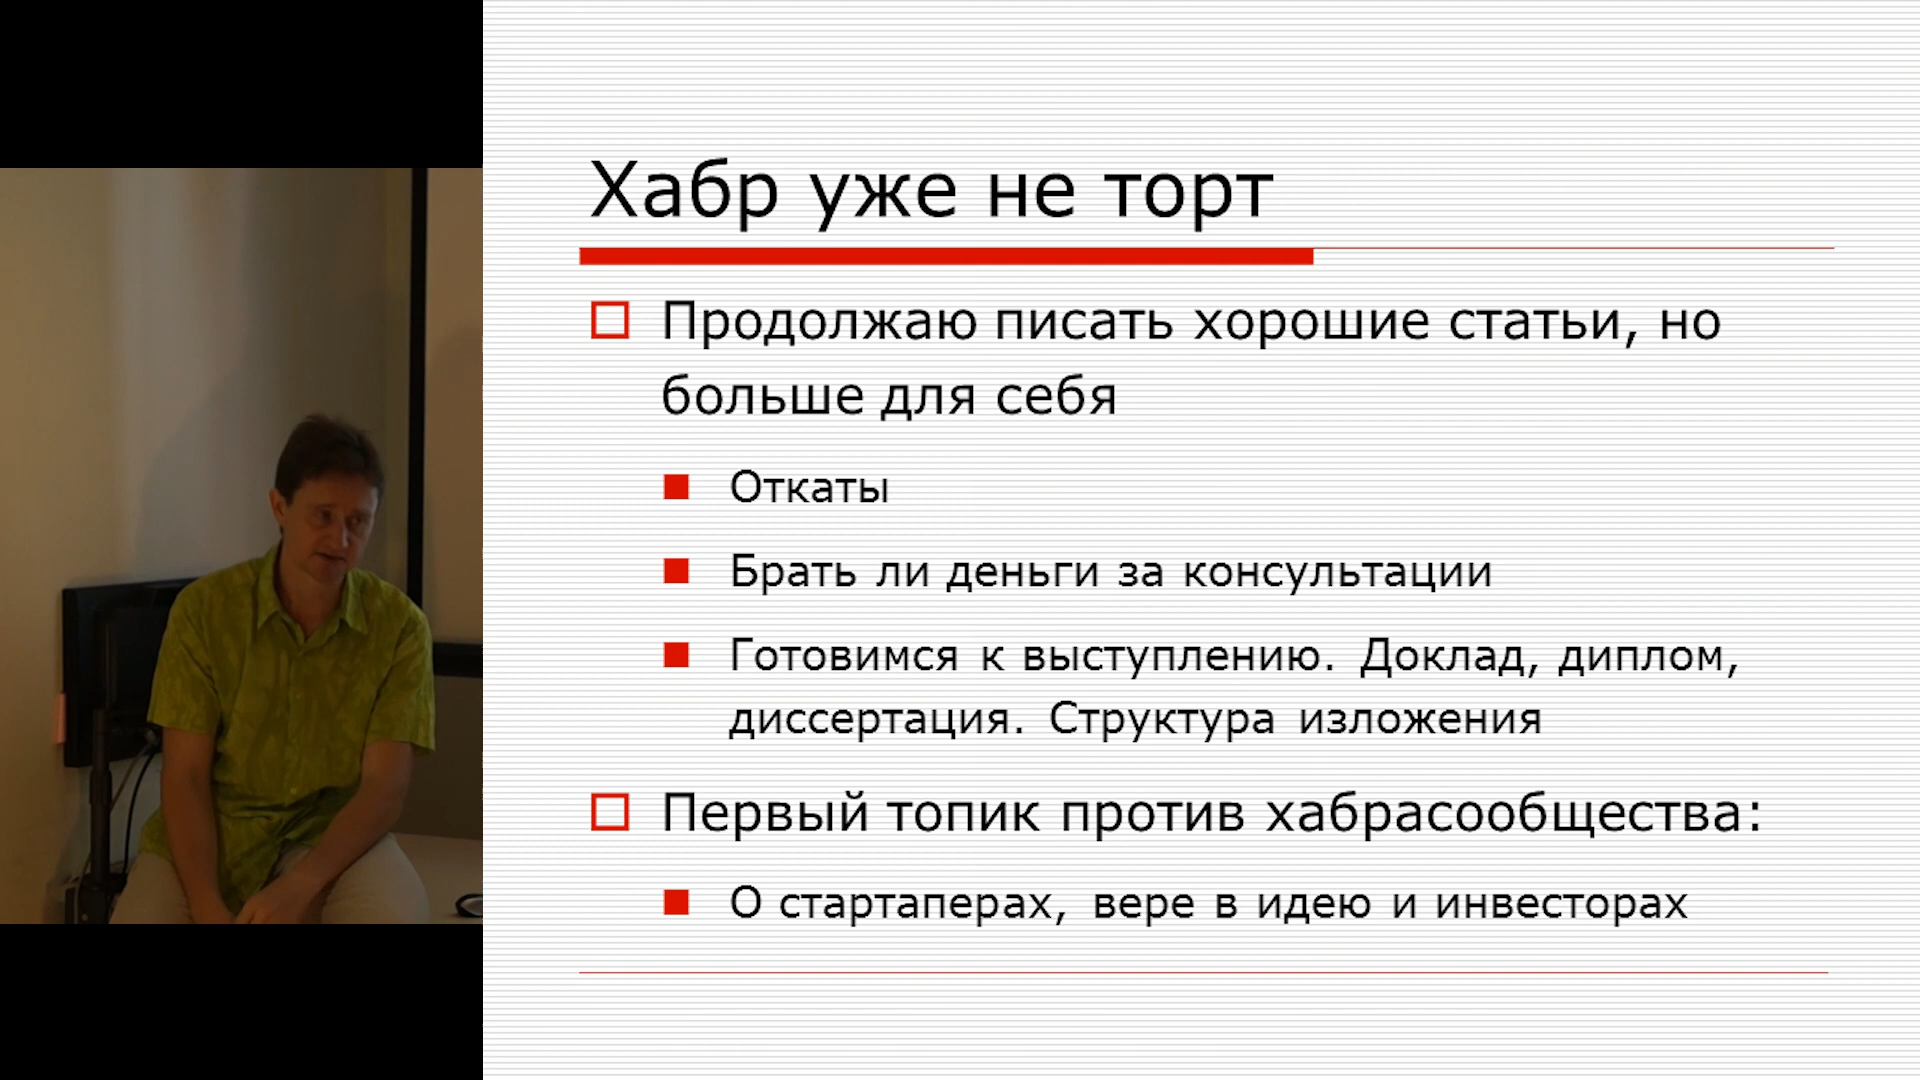 Хабр уже не торт
Продолжаю писать хорошие статьи, но
больше для себя
Откаты
Брать ли деньги за консультации
Готовимся к выступлению. Доклад, диплом,
диссертация. Структура изложения
Первый топик против хабрасообщества:
О стартаперах, вере в идею и инвесторах